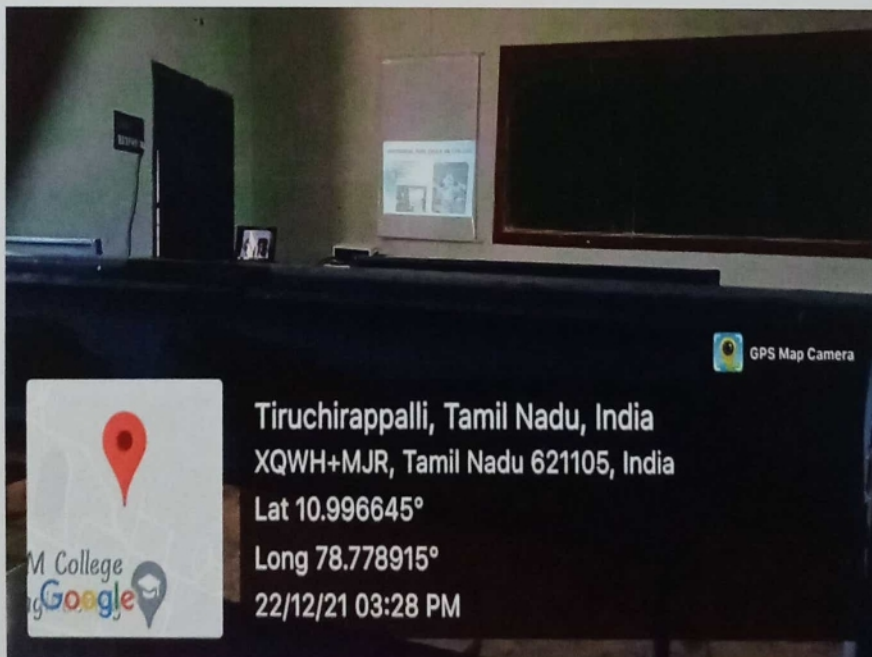 GPS Map Camera
Tiruchirappalli, Tamil Nadu, India
XQWH+MJR, Tamil Nadu 621105, India
Lat 10.996645°
Long 78.778915°
22/12/21 03:28 PM
M College
Google